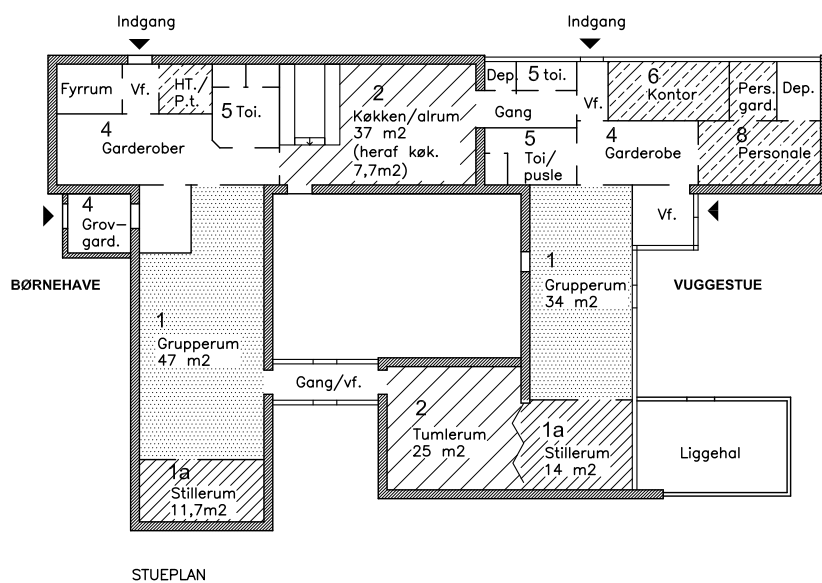 Indgang
Indgang
Fyrrum
Vf.
HT./
P.t.
5 Toi.
2
Køkken/alrum
37 m2
(heraf køk.
7,7m2)
Dep.
5 toi.
Gang
Vf.
6
Kontor
Pers.
gard.
Dep.
4
Garderober
5
Toi/
pusle
4
Garderobe
8
Personale
4
Grov-
gard.
Vf.
BØRNEHAVE
1
Grupperum
34 m2
VUGGESTUE
1
Grupperum
47 m2
Gang/vf.
2
Tumlerum
25 m2
1a
Stillerum
14 m2
Liggehal
1a
Stillerum
11,7m2
STUEPLAN